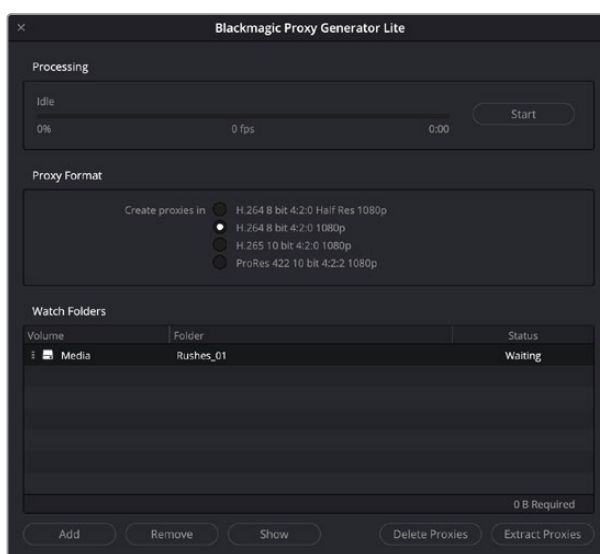 Blackmagic Proxy Generator Lite
Processing
Idle
Start
0% 0 fps 0:00
Proxy Format
Create proxies in H.264 8 bit 4:2:0 Half Res 1080p
H.264 8 bit 4:2:0 1080p
H.265 10 bit 4:2:0 1080p
ProRes 422 10 bit 4:2:2 1080p
Watch Folders
Volume Folder Status
Media Rushes_01 Waiting
0 B Required
Add Remove Show Delete Proxies Extract Proxies